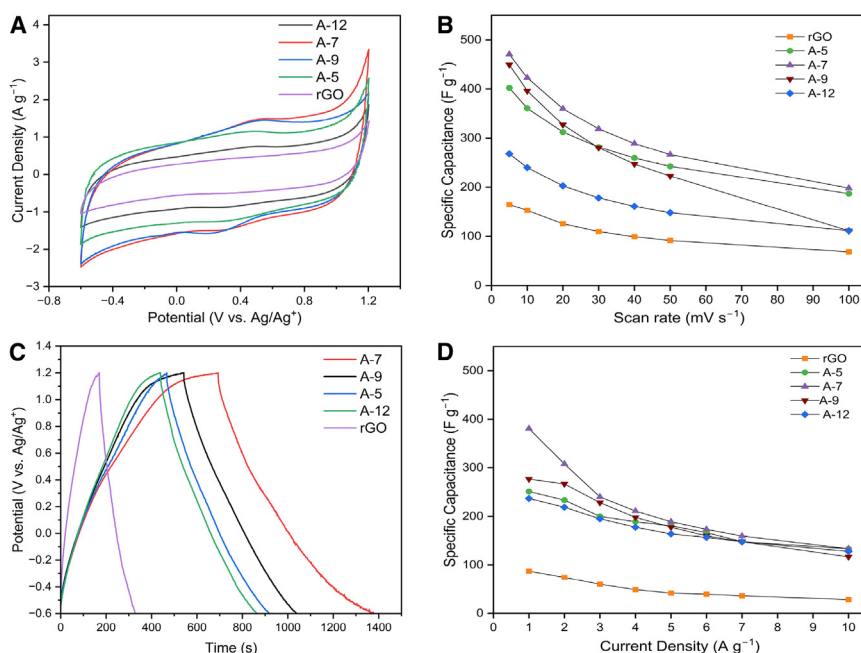 A
Current Density (A g⁻¹)
4
3
2
1
0
−1
−2
−3
−0.8
−0.4
0.0
0.4
0.8
1.2
Potential (V vs. Ag/Ag⁺)
A-12
A-7
A-9
A-5
rGO
B
Specific Capacitance (F g⁻¹)
500
400
300
200
100
0
0
10
20
30
40
50
60
70
80
90
100
Scan rate (mV s⁻¹)
rGO
A-5
A-7
A-9
A-12
C
Potential (V vs. Ag/Ag⁺)
1.2
1.0
0.8
0.6
0.4
0.2
0.0
−0.2
−0.4
−0.6
0
200
400
600
800
1000
1200
1400
Time (s)
A-7
A-9
A-5
A-12
rGO
D
Specific Capacitance (F g⁻¹)
500
400
300
200
100
0
0
1
2
3
4
5
6
7
8
9
10
Current Density (A g⁻¹)
rGO
A-5
A-7
A-9
A-12